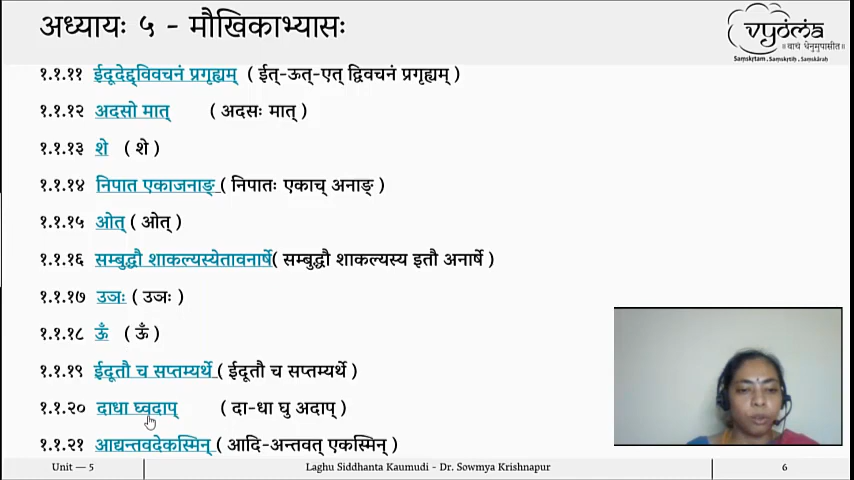 अध्यायः ५ - मौखिकाभ्यासः
vyoma
॥ वाचं धेनुमुपासीत ॥
Saṃskṛtam . Saṃskṛtiḥ . Saṃskārāḥ
१.१.११ ईदूदेद्द्विवचनं प्रगृह्यम् ( ईत्-ऊत्-एत् द्विवचनं प्रगृह्यम् )
१.१.१२ अदसो मात् ( अदसः मात् )
१.१.१३ शे ( शे )
१.१.१४ निपात एकाजनाङ् ( निपातः एकाच् अनाङ् )
१.१.१५ ओत् ( ओत् )
१.१.१६ सम्बुद्धौ शाकल्यस्येतावनार्षे( सम्बुद्धौ शाकल्यस्य इतौ अनार्षे )
१.१.१७ उञः ( उञः )
१.१.१८ ऊँ ( ऊँ )
१.१.१९ ईदूतौ च सप्तम्यर्थे ( ईदूतौ च सप्तम्यर्थे )
१.१.२० दाधा घ्वदाप् ( दा-धा घु अदाप् )
१.१.२१ आद्यन्तवदेकस्मिन् ( आदि-अन्तवत् एकस्मिन् )
Unit — 5 Laghu Siddhanta Kaumudi - Dr. Sowmya Krishnapur 6